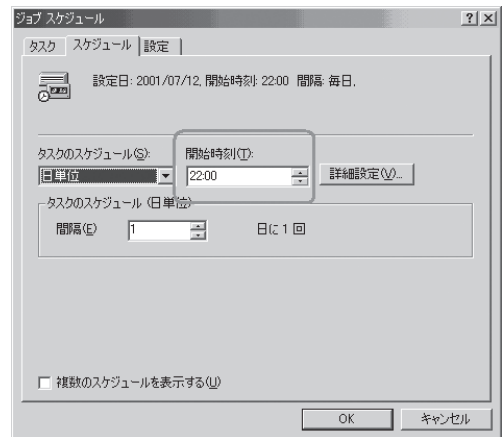 ジョブ スケジュール
タスク スケジュール 設定
設定日: 2001/07/12, 開始時刻: 22:00 間隔: 毎日,
タスクのスケジュール(S): 開始時刻(T):
日単位 22:00 詳細設定(V)...
タスクのスケジュール (日単位)
間隔(E) 1 日に 1 回
複数のスケジュールを表示する(U)
OK キャンセル